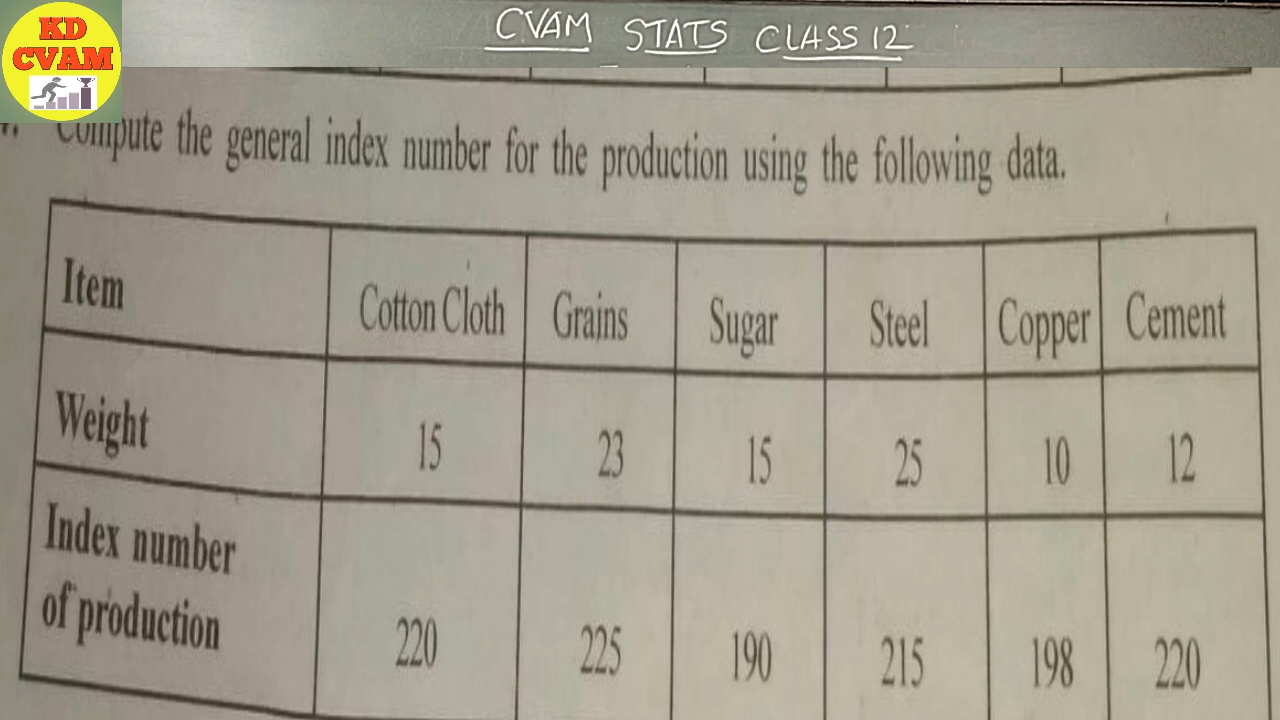 KD
CVAM
CVAM STATS CLASS 12
Compute the general index number for the production using the following data.
Item Cotton Cloth Grains Sugar Steel Copper Cement
Weight 15 23 15 25 10 12
Index number
of production 220 225 190 215 198 220